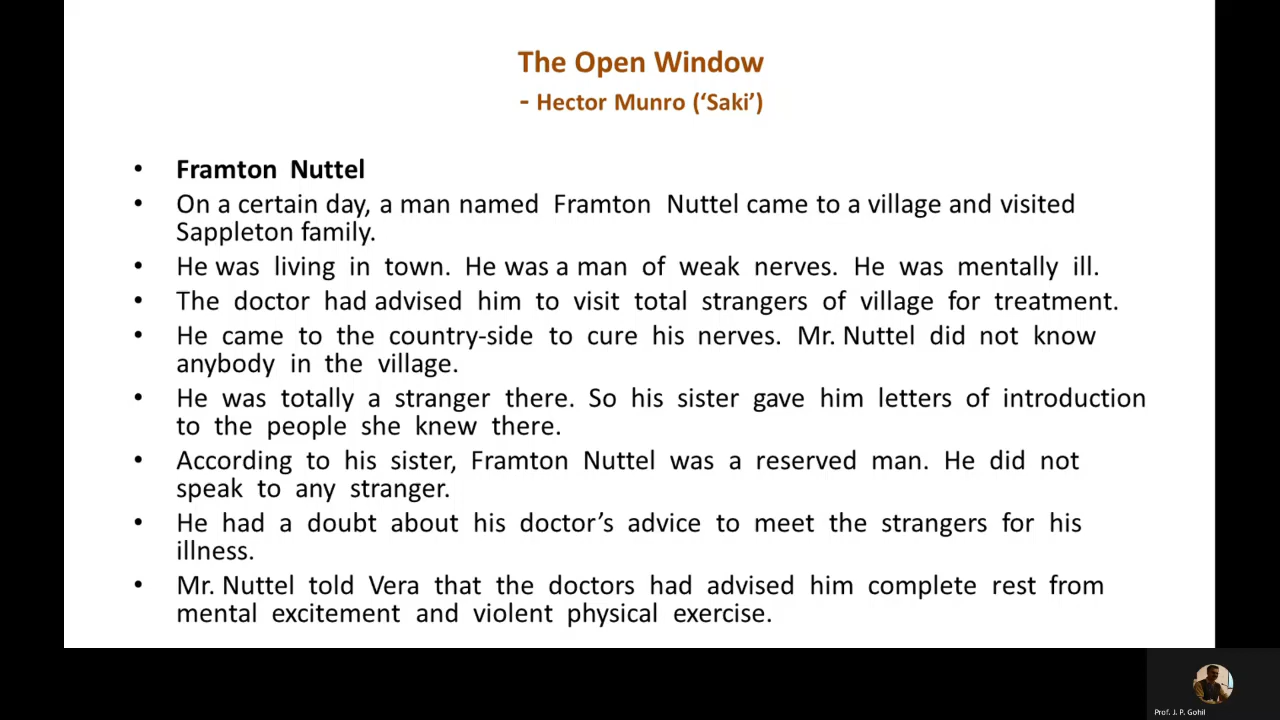 The Open Window
- Hector Munro (‘Saki’)
• Framton Nuttel
• On a certain day, a man named Framton Nuttel came to a village and visited
Sappleton family.
• He was living in town. He was a man of weak nerves. He was mentally ill.
• The doctor had advised him to visit total strangers of village for treatment.
• He came to the country-side to cure his nerves. Mr. Nuttel did not know
anybody in the village.
• He was totally a stranger there. So his sister gave him letters of introduction
to the people she knew there.
• According to his sister, Framton Nuttel was a reserved man. He did not
speak to any stranger.
• He had a doubt about his doctor’s advice to meet the strangers for his
illness.
• Mr. Nuttel told Vera that the doctors had advised him complete rest from
mental excitement and violent physical exercise.
Prof. J. P. Gohil